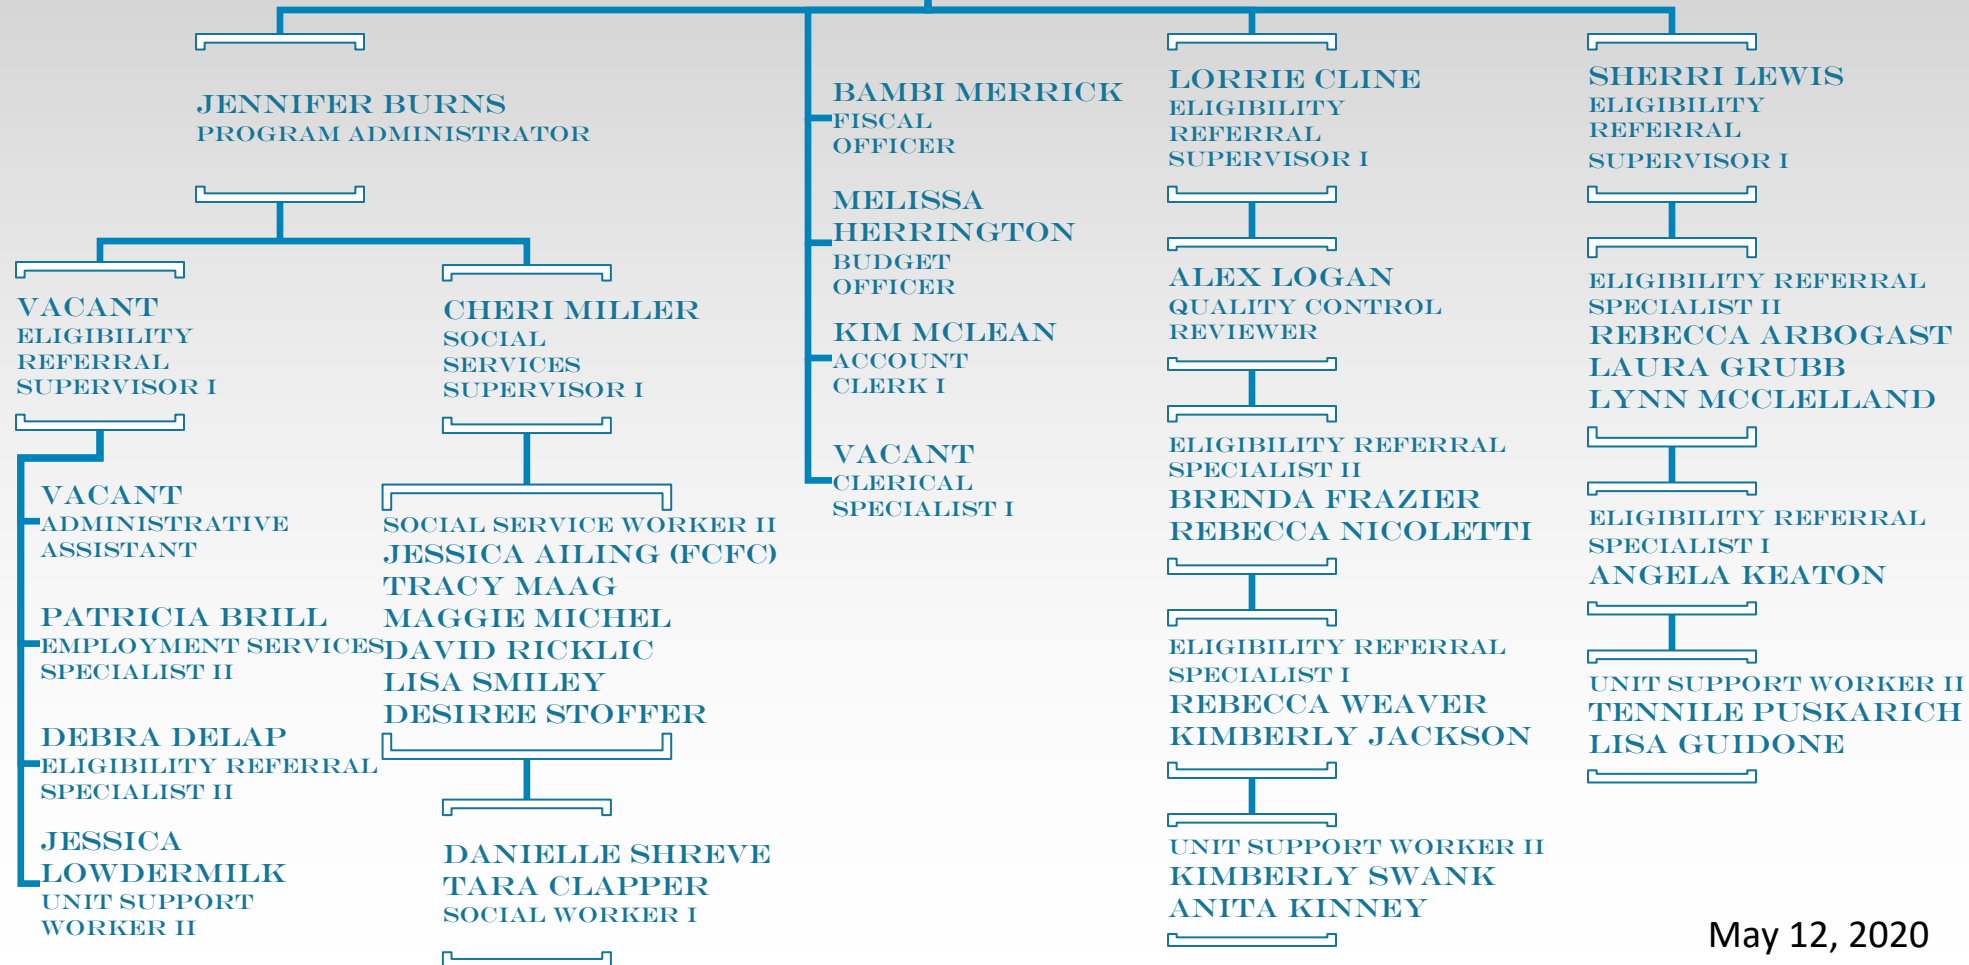 JENNIFER BURNS
PROGRAM ADMINISTRATOR
VACANT
ELIGIBILITY
REFERRAL
SUPERVISOR I
VACANT
ADMINISTRATIVE
ASSISTANT
PATRICIA BRILL
EMPLOYMENT SERVICES
SPECIALIST II
DEBRA DELAP
ELIGIBILITY REFERRAL
SPECIALIST II
JESSICA
LOWDERMILK
UNIT SUPPORT
WORKER II
CHERI MILLER
SOCIAL
SERVICES
SUPERVISOR I
SOCIAL SERVICE WORKER II
JESSICA AILING (FCFC)
TRACY MAAG
MAGGIE MICHEL
DAVID RICKLIC
LISA SMILEY
DESIREE STOFFER
DANIELLE SHREVE
TARA CLAPPER
SOCIAL WORKER I
BAMBI MERRICK
FISCAL
OFFICER
MELISSA
HERRINGTON
BUDGET
OFFICER
KIM MCLEAN
ACCOUNT
CLERK I
VACANT
CLERICAL
SPECIALIST I
LORRIE CLINE
ELIGIBILITY
REFERRAL
SUPERVISOR I
ALEX LOGAN
QUALITY CONTROL
REVIEWER
ELIGIBILITY REFERRAL
SPECIALIST II
BRENDA FRAZIER
REBECCA NICOLETTI
ELIGIBILITY REFERRAL
SPECIALIST I
REBECCA WEAVER
KIMBERLY JACKSON
UNIT SUPPORT WORKER II
KIMBERLY SWANK
ANITA KINNEY
SHERRI LEWIS
ELIGIBILITY
REFERRAL
SUPERVISOR I
ELIGIBILITY REFERRAL
SPECIALIST II
REBECCA ARBOGAST
LAURA GRUBB
LYNN MCCLELLAND
ELIGIBILITY REFERRAL
SPECIALIST I
ANGELA KEATON
UNIT SUPPORT WORKER II
TENNILE PUSKARICH
LISA GUIDONE
May 12, 2020